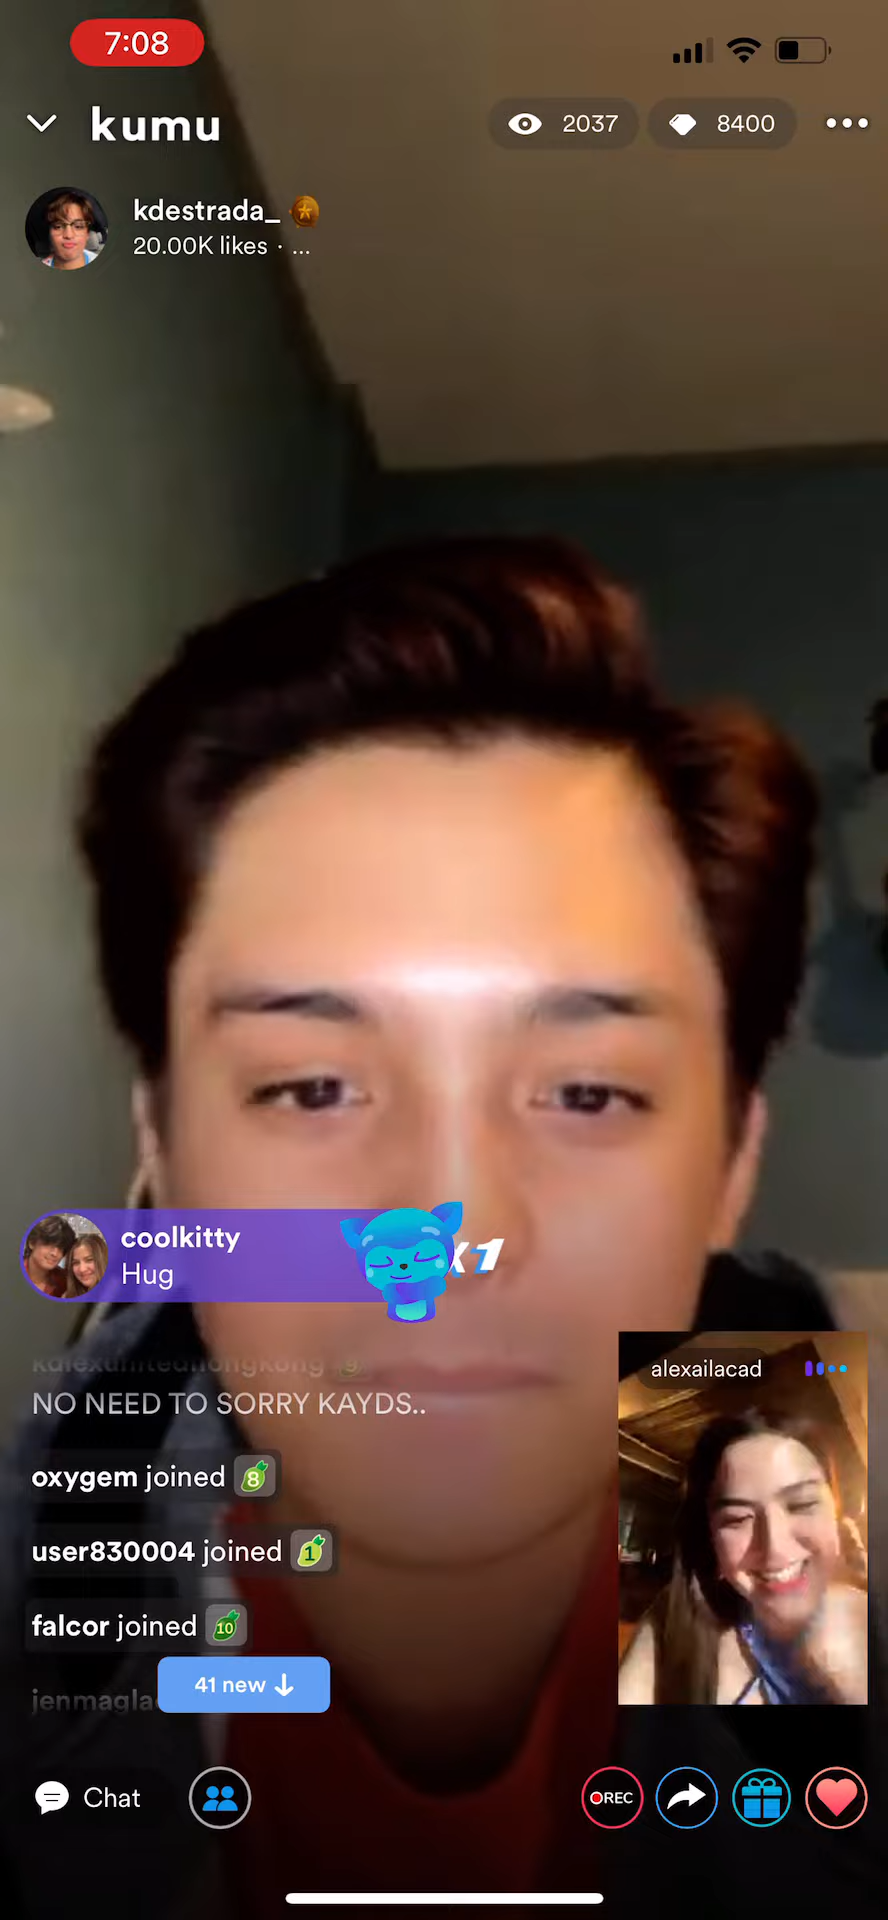 7:08
kumu
2037
8400
kdestrada_
20.00K likes · ...
coolkitty
Hug
x1
alexailacad
NO NEED TO SORRY KAYDS..
oxygem joined 8
user830004 joined 1
falcor joined 10
41 new
Chat
REC